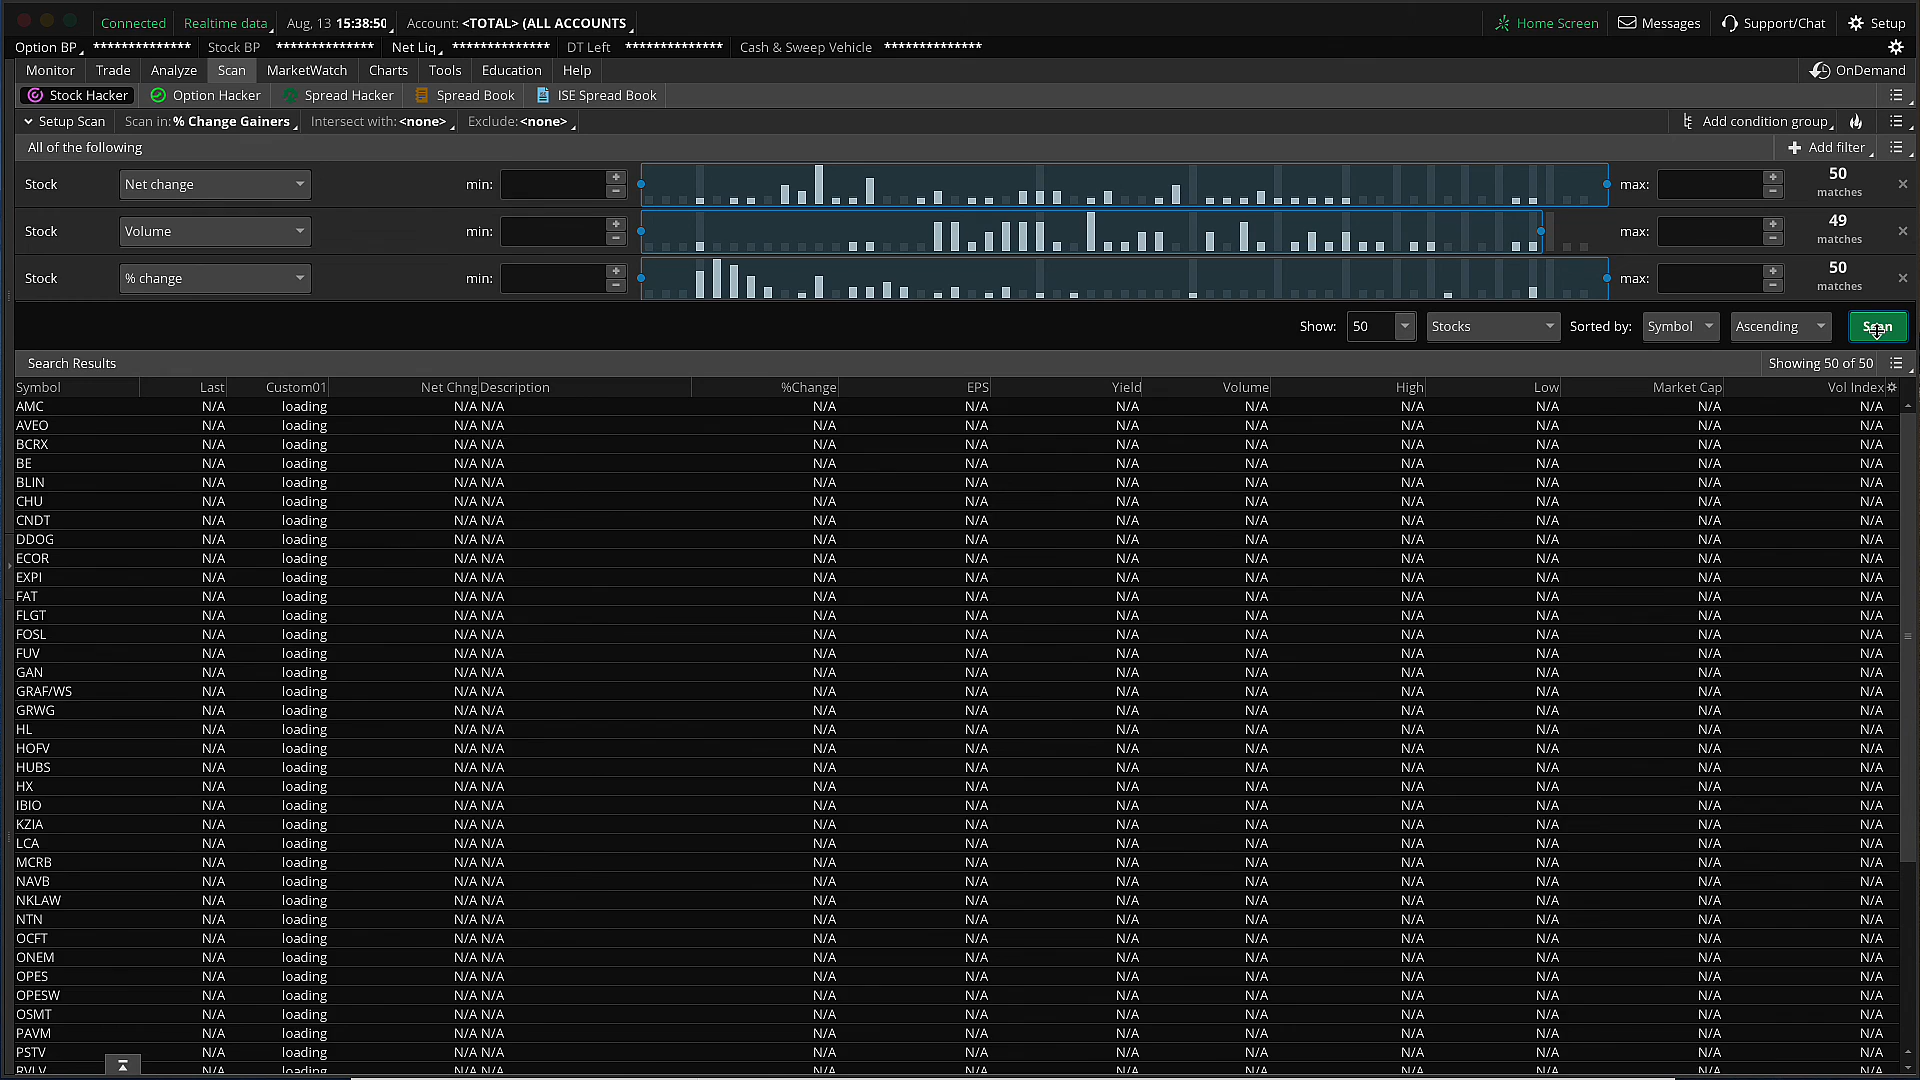 Connected Realtime data Aug, 13 15:38:50 Account: <TOTAL> (ALL ACCOUNTS Home Screen Messages Support/Chat Setup
Option BP ************** Stock BP ************** Net Liq ************** DT Left ************** Cash & Sweep Vehicle **************
Monitor Trade Analyze Scan MarketWatch Charts Tools Education Help OnDemand
Stock Hacker Option Hacker Spread Hacker Spread Book ISE Spread Book
Setup Scan Scan in: % Change Gainers Intersect with: <none> Exclude: <none> Add condition group
All of the following Add filter
Stock Net change min: max: 50 matches
Stock Volume min: max: 49 matches
Stock % change min: max: 50 matches
Show: 50 Stocks Sorted by: Symbol Ascending Scan
Search Results Showing 50 of 50
Symbol Last Custom01 Net Chng Description %Change EPS Yield Volume High Low Market Cap Vol Index
AMC N/A loading N/A N/A N/A N/A N/A N/A N/A N/A N/A N/A
AVEO N/A loading N/A N/A N/A N/A N/A N/A N/A N/A N/A N/A
BCRX N/A loading N/A N/A N/A N/A N/A N/A N/A N/A N/A N/A
BE N/A loading N/A N/A N/A N/A N/A N/A N/A N/A N/A N/A
BLIN N/A loading N/A N/A N/A N/A N/A N/A N/A N/A N/A N/A
CHU N/A loading N/A N/A N/A N/A N/A N/A N/A N/A N/A N/A
CNDT N/A loading N/A N/A N/A N/A N/A N/A N/A N/A N/A N/A
DDOG N/A loading N/A N/A N/A N/A N/A N/A N/A N/A N/A N/A
ECOR N/A loading N/A N/A N/A N/A N/A N/A N/A N/A N/A N/A
EXPI N/A loading N/A N/A N/A N/A N/A N/A N/A N/A N/A N/A
FAT N/A loading N/A N/A N/A N/A N/A N/A N/A N/A N/A N/A
FLGT N/A loading N/A N/A N/A N/A N/A N/A N/A N/A N/A N/A
FOSL N/A loading N/A N/A N/A N/A N/A N/A N/A N/A N/A N/A
FUV N/A loading N/A N/A N/A N/A N/A N/A N/A N/A N/A N/A
GAN N/A loading N/A N/A N/A N/A N/A N/A N/A N/A N/A N/A
GRAF/WS N/A loading N/A N/A N/A N/A N/A N/A N/A N/A N/A N/A
GRWG N/A loading N/A N/A N/A N/A N/A N/A N/A N/A N/A N/A
HL N/A loading N/A N/A N/A N/A N/A N/A N/A N/A N/A N/A
HOFV N/A loading N/A N/A N/A N/A N/A N/A N/A N/A N/A N/A
HUBS N/A loading N/A N/A N/A N/A N/A N/A N/A N/A N/A N/A
HX N/A loading N/A N/A N/A N/A N/A N/A N/A N/A N/A N/A
IBIO N/A loading N/A N/A N/A N/A N/A N/A N/A N/A N/A N/A
KZIA N/A loading N/A N/A N/A N/A N/A N/A N/A N/A N/A N/A
LCA N/A loading N/A N/A N/A N/A N/A N/A N/A N/A N/A N/A
MCRB N/A loading N/A N/A N/A N/A N/A N/A N/A N/A N/A N/A
NAVB N/A loading N/A N/A N/A N/A N/A N/A N/A N/A N/A N/A
NKLAW N/A loading N/A N/A N/A N/A N/A N/A N/A N/A N/A N/A
NTN N/A loading N/A N/A N/A N/A N/A N/A N/A N/A N/A N/A
OCFT N/A loading N/A N/A N/A N/A N/A N/A N/A N/A N/A N/A
ONEM N/A loading N/A N/A N/A N/A N/A N/A N/A N/A N/A N/A
OPES N/A loading N/A N/A N/A N/A N/A N/A N/A N/A N/A N/A
OPESW N/A loading N/A N/A N/A N/A N/A N/A N/A N/A N/A N/A
OSMT N/A loading N/A N/A N/A N/A N/A N/A N/A N/A N/A N/A
PAVM N/A loading N/A N/A N/A N/A N/A N/A N/A N/A N/A N/A
PSTV N/A loading N/A N/A N/A N/A N/A N/A N/A N/A N/A N/A
RVLV N/A loading N/A N/A N/A N/A N/A N/A N/A N/A N/A N/A